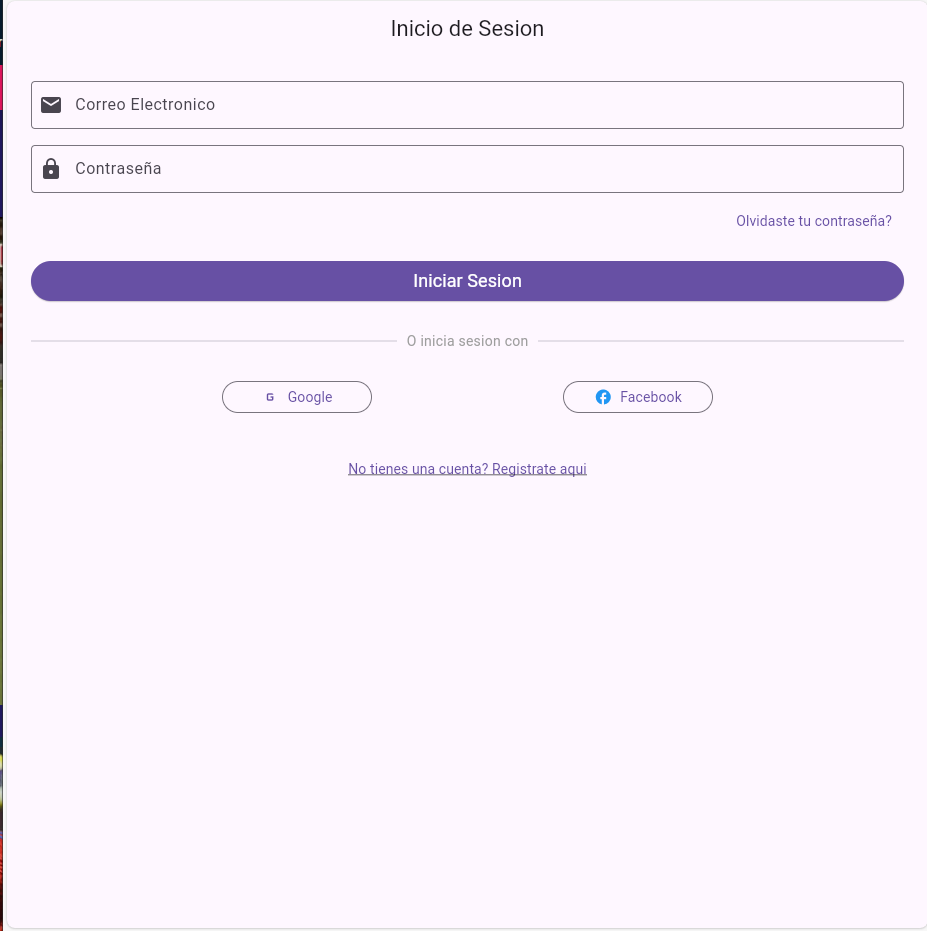 Inicio de Sesion
Correo Electronico
Contraseña
Olvidaste tu contraseña?
Iniciar Sesion
O inicia sesion con
G Google
Facebook
No tienes una cuenta? Registrate aqui